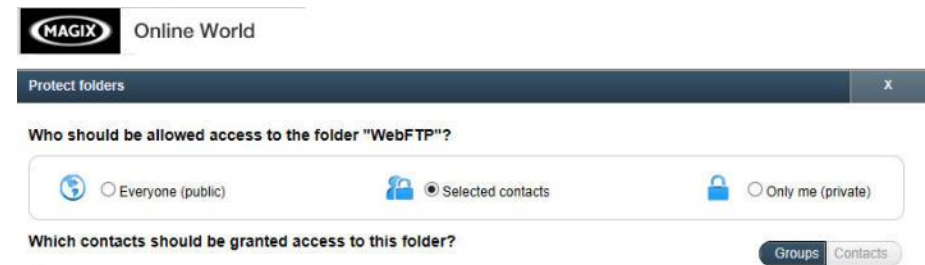 MAGIX Online World
Protect folders X
Who should be allowed access to the folder "WebFTP"?
Everyone (public) Selected contacts Only me (private)
Which contacts should be granted access to this folder?
Groups Contacts